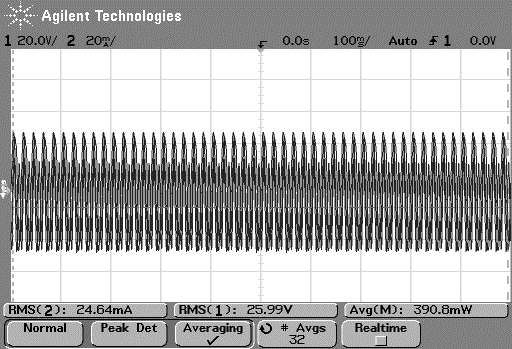 Agilent Technologies
1 20.0V/ 2 20mA/ 0.0s 100ms/ Auto 1 0.0V
RMS(2): 24.64mA RMS(1): 25.99V Avg(M): 390.8mW
Normal Peak Det Averaging # Avgs Realtime
32